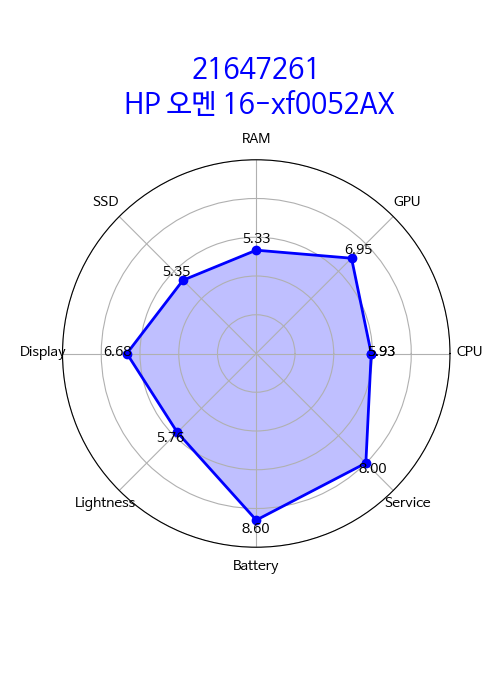 21647261
HP 오멘 16-xf0052AX
RAM
SSD
GPU
5.33
6.95
5.35
Display
6.68
5.93
CPU
5.76
8.00
Lightness
Service
8.60
Battery